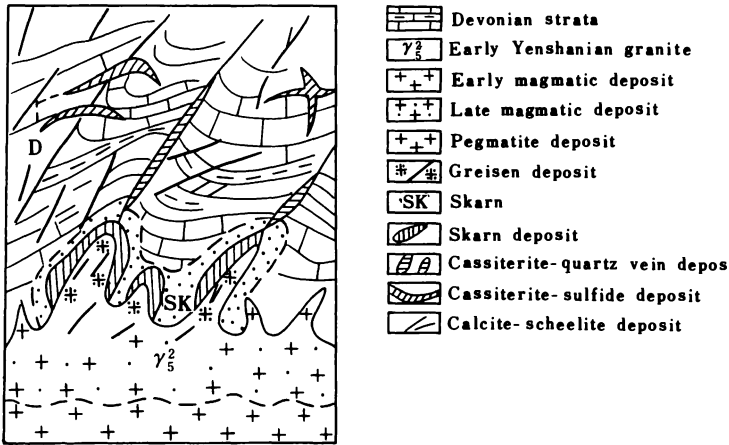 D
SK
γ₅²
Devonian strata
γ₅² Early Yenshanian granite
Early magmatic deposit
Late magmatic deposit
Pegmatite deposit
Greisen deposit
SK Skarn
Skarn deposit
Cassiterite-quartz vein depos
Cassiterite-sulfide deposit
Calcite-scheelite deposit